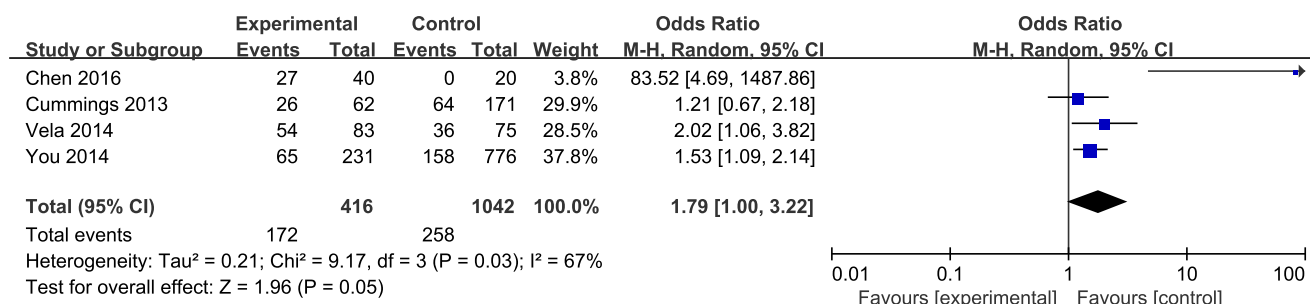 Experimental Control Odds Ratio Odds Ratio
Study or Subgroup Events Total Events Total Weight M-H, Random, 95% CI M-H, Random, 95% CI
Chen 2016 27 40 0 20 3.8% 83.52 [4.69, 1487.86]
Cummings 2013 26 62 64 171 29.9% 1.21 [0.67, 2.18]
Vela 2014 54 83 36 75 28.5% 2.02 [1.06, 3.82]
You 2014 65 231 158 776 37.8% 1.53 [1.09, 2.14]
Total (95% CI) 416 1042 100.0% 1.79 [1.00, 3.22]
Total events 172 258
Heterogeneity: Tau² = 0.21; Chi² = 9.17, df = 3 (P = 0.03); I² = 67%
Test for overall effect: Z = 1.96 (P = 0.05)
0.01 0.1 1 10 100
Favours [experimental] Favours [control]